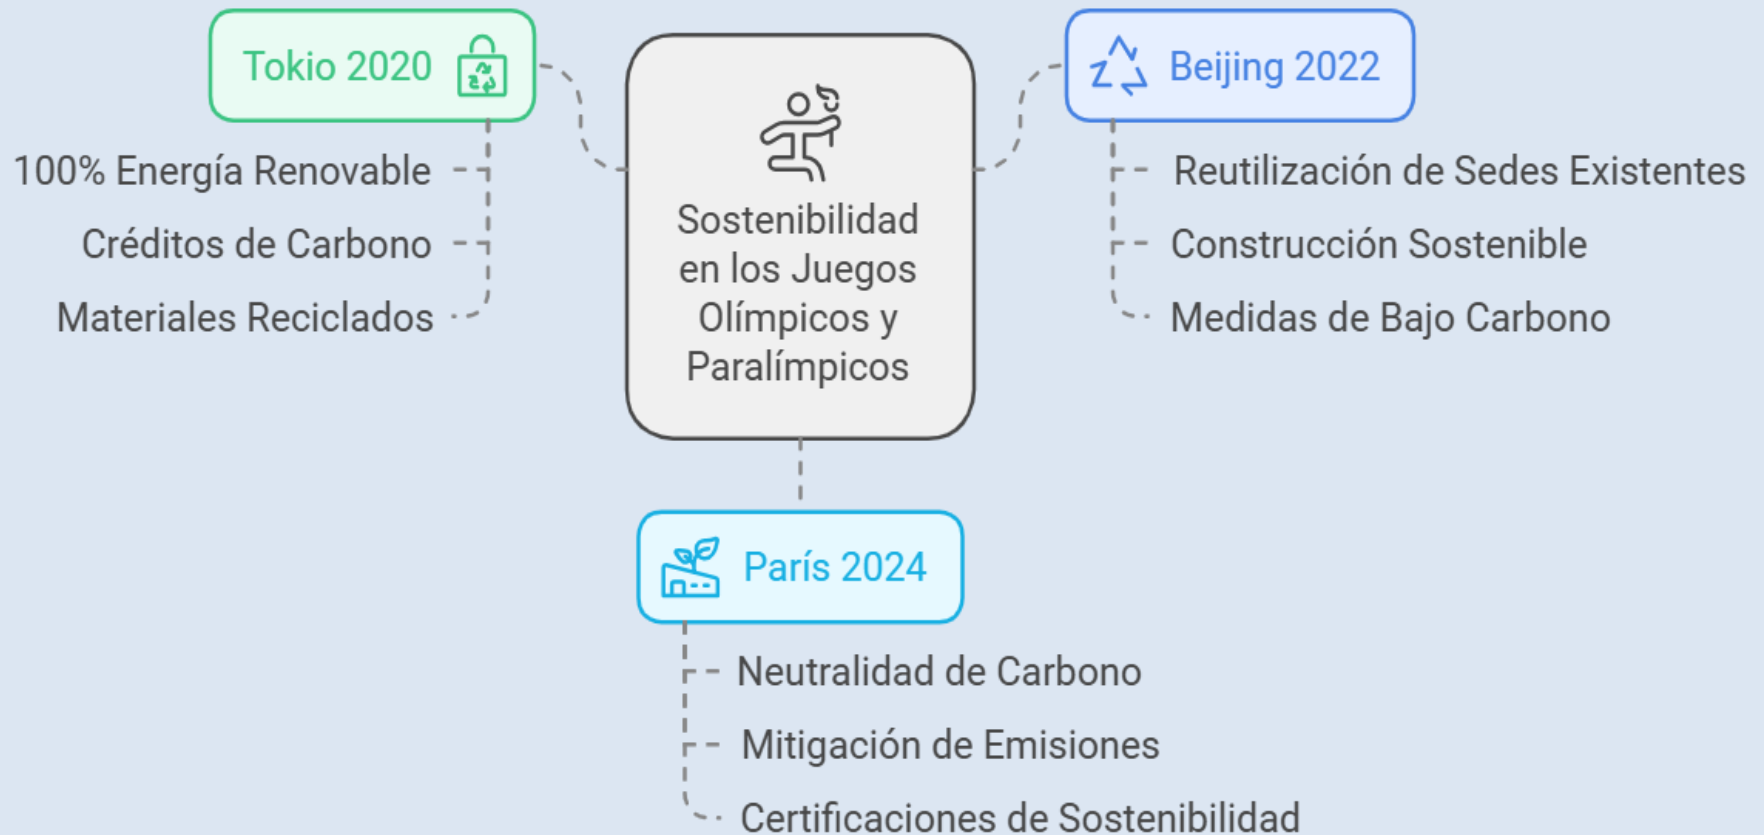 Tokio 2020
100% Energía Renovable
Créditos de Carbono
Materiales Reciclados
Sostenibilidad
en los Juegos
Olímpicos y
Paralímpicos
Beijing 2022
Reutilización de Sedes Existentes
Construcción Sostenible
Medidas de Bajo Carbono
París 2024
Neutralidad de Carbono
Mitigación de Emisiones
Certificaciones de Sostenibilidad